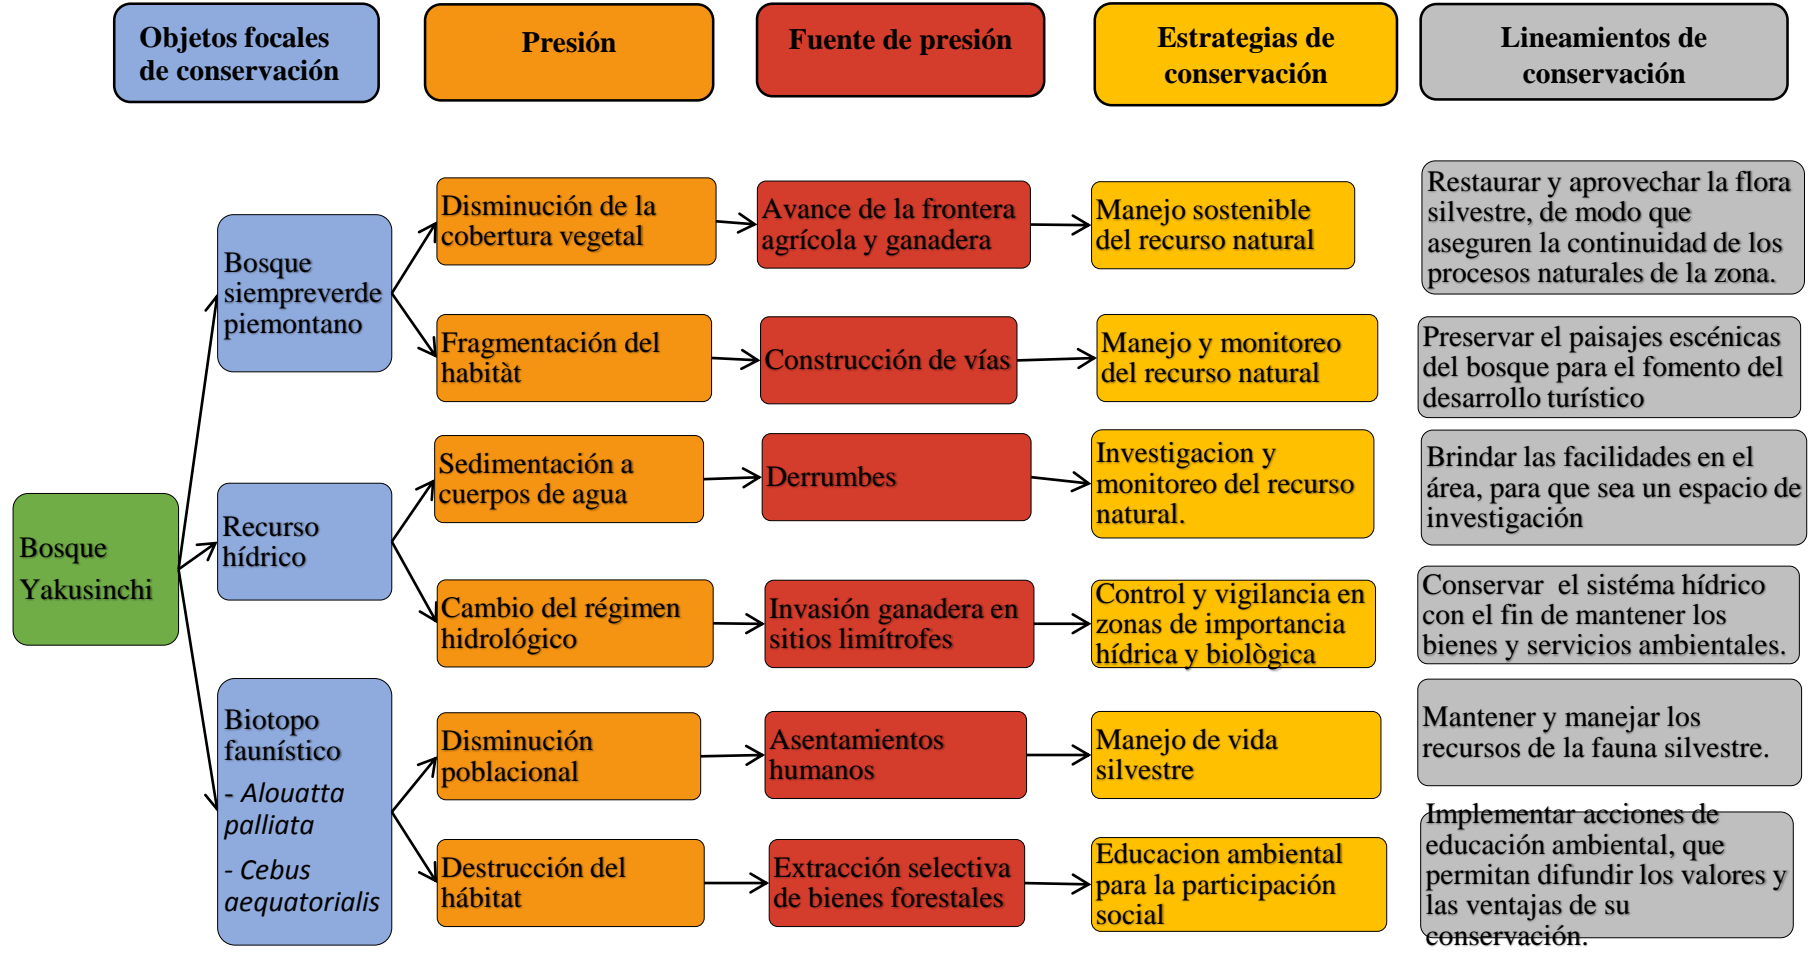 Objetos focales
de conservación
Presión
Fuente de presión
Estrategias de
conservación
Lineamientos de
conservación
Bosque
Yakusinchi
Bosque
siempreverde
piemontano
Disminución de la
cobertura vegetal
Avance de la frontera
agrícola y ganadera
Manejo sostenible
del recurso natural
Restaurar y aprovechar la flora
silvestre, de modo que
aseguren la continuidad de los
procesos naturales de la zona.
Fragmentación del
habitàt
Construcción de vías
Manejo y monitoreo
del recurso natural
Preservar el paisajes escénicas
del bosque para el fomento del
desarrollo turístico
Recurso
hídrico
Sedimentación a
cuerpos de agua
Derrumbes
Investigacion y
monitoreo del recurso
natural.
Brindar las facilidades en el
área, para que sea un espacio de
investigación
Cambio del régimen
hidrológico
Invasión ganadera en
sitios limítrofes
Control y vigilancia en
zonas de importancia
hídrica y biològica
Conservar  el sistéma hídrico
con el fin de mantener los
bienes y servicios ambientales.
Biotopo
faunístico
- Alouatta
palliata
- Cebus
aequatorialis
Disminución
poblacional
Asentamientos
humanos
Manejo de vida
silvestre
Mantener y manejar los
recursos de la fauna silvestre.
Destrucción del
hábitat
Extracción selectiva
de bienes forestales
Educacion ambiental
para la participación
social
Implementar acciones de
educación ambiental, que
permitan difundir los valores y
las ventajas de su
conservación.